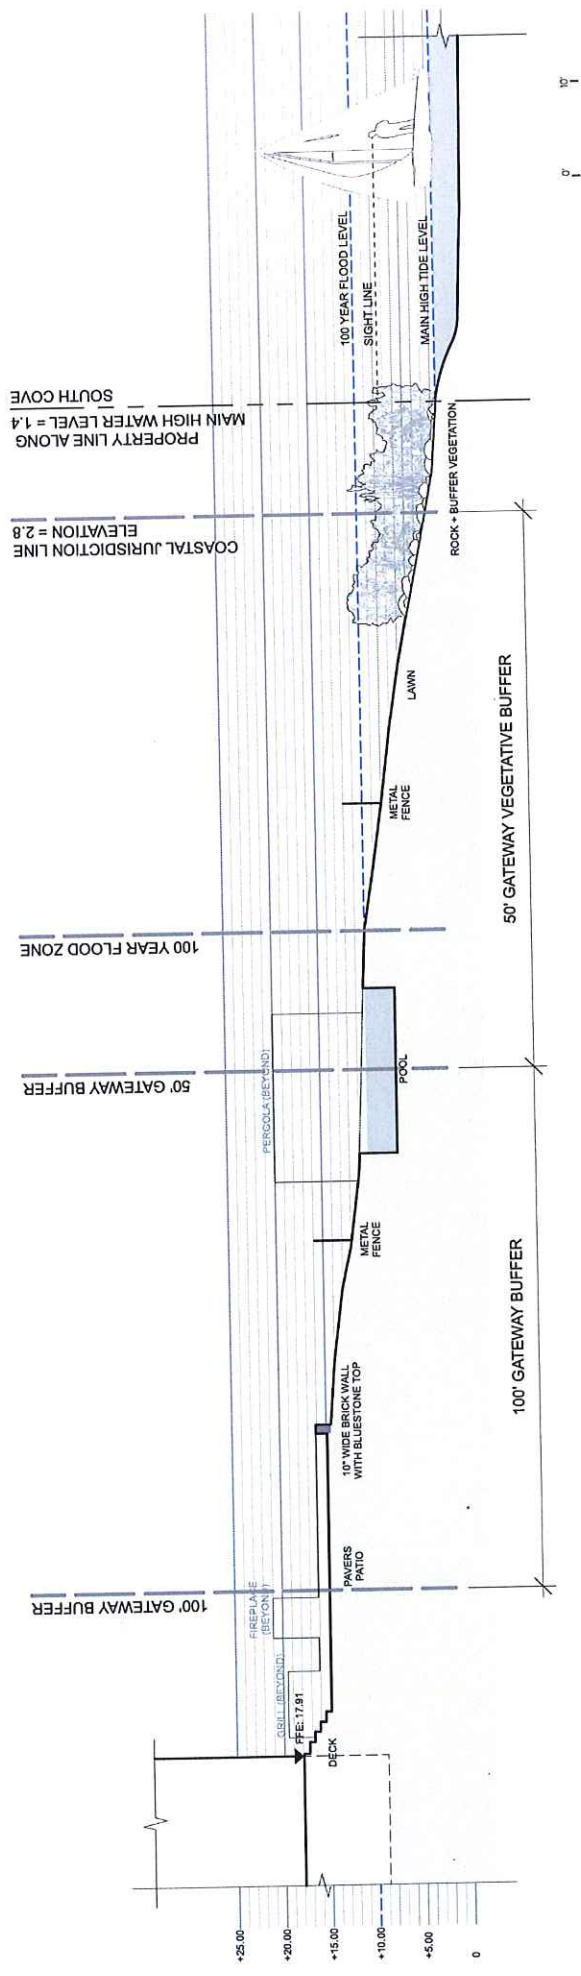 +25.00
+20.00
+15.00
+10.00
+5.00
0
GRILL (BEYOND)
FFE: 17.91
DECK
FIREPLACE
(BEYOND)
100' GATEWAY BUFFER
PAVERS
PATIO
10" WIDE BRICK WALL
WITH BLUESTONE TOP
100' GATEWAY BUFFER
METAL
FENCE
PERGOLA (BEYOND)
50' GATEWAY BUFFER
POOL
100 YEAR FLOOD ZONE
METAL
FENCE
50' GATEWAY VEGETATIVE BUFFER
LAWN
COASTAL JURISDICTION LINE
ELEVATION = 2.8
ROCK + BUFFER VEGETATION
PROPERTY LINE ALONG
MAIN HIGH WATER LEVEL = 1.4
SOUTH COVE
100 YEAR FLOOD LEVEL
SIGHT LINE
MAIN HIGH TIDE LEVEL
0'
10'